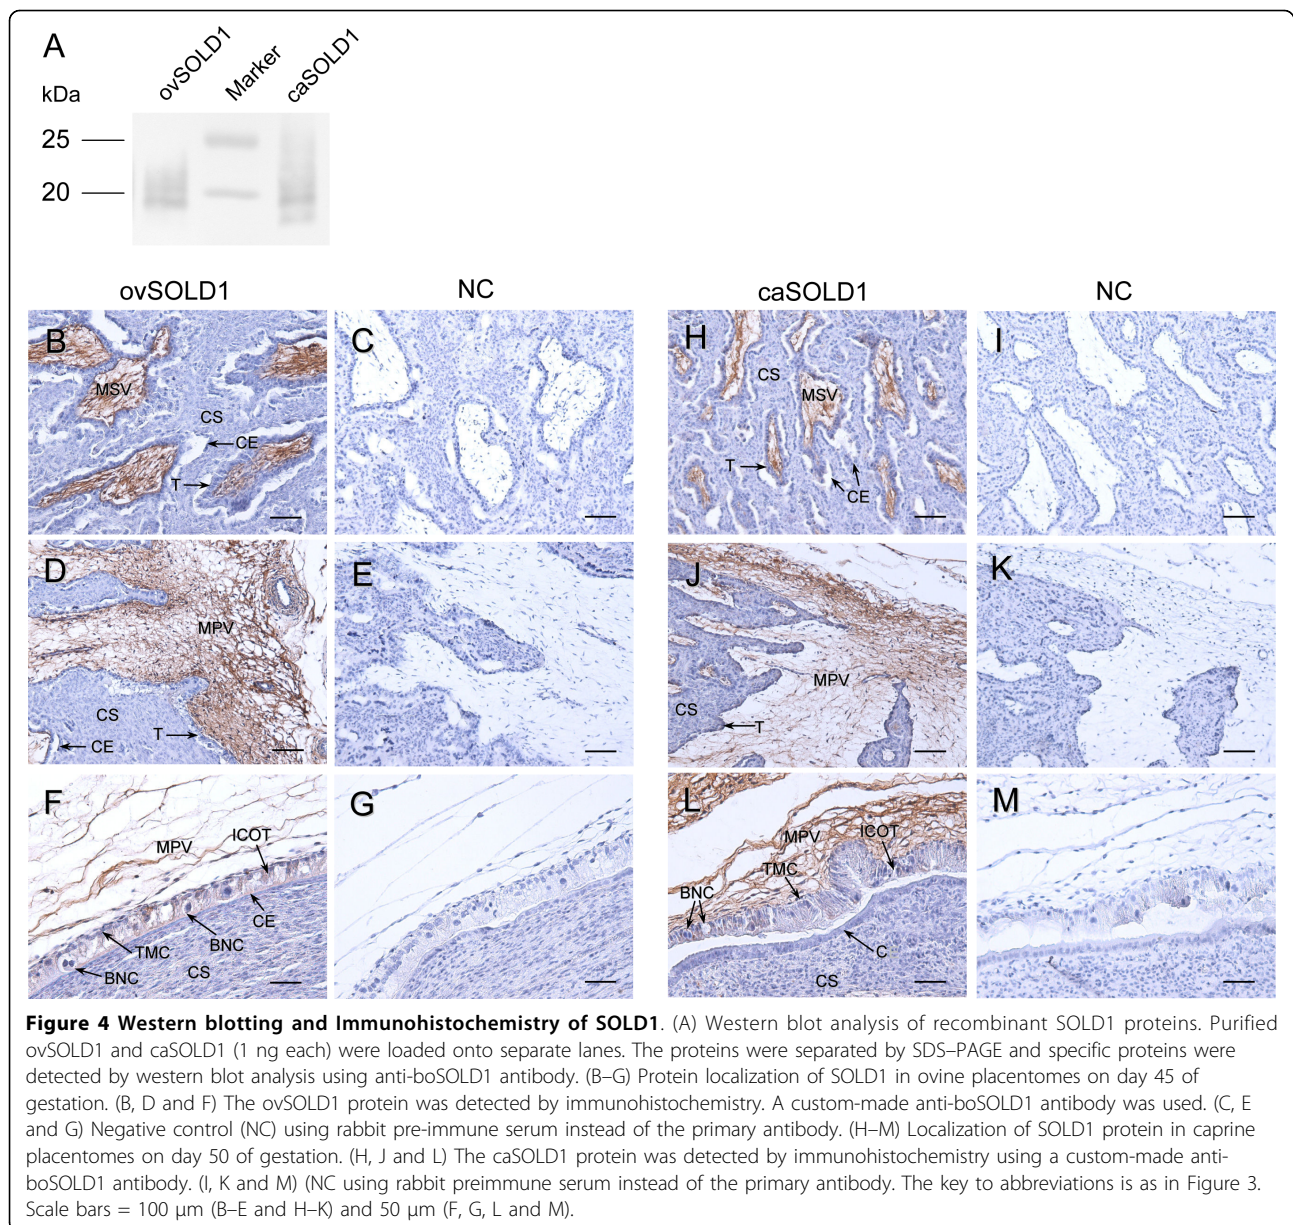 A
ovSOLD1
Marker
caSOLD1
kDa
25
20
ovSOLD1
NC
caSOLD1
NC
B
MSV
CS
CE
T
C
H
CS
MSV
T
CE
I
D
MPV
CS
T
CE
E
J
MPV
CS
T
K
F
MPV
ICOT
CE
BNC
TMC
BNC
CS
G
L
MPV
ICOT
TMC
BNC
C
CS
M
Figure 4 Western blotting and Immunohistochemistry of SOLD1. (A) Western blot analysis of recombinant SOLD1 proteins. Purified
ovSOLD1 and caSOLD1 (1 ng each) were loaded onto separate lanes. The proteins were separated by SDS–PAGE and specific proteins were
detected by western blot analysis using anti-boSOLD1 antibody. (B–G) Protein localization of SOLD1 in ovine placentomes on day 45 of
gestation. (B, D and F) The ovSOLD1 protein was detected by immunohistochemistry. A custom-made anti-boSOLD1 antibody was used. (C, E
and G) Negative control (NC) using rabbit pre-immune serum instead of the primary antibody. (H–M) Localization of SOLD1 protein in caprine
placentomes on day 50 of gestation. (H, J and L) The caSOLD1 protein was detected by immunohistochemistry using a custom-made anti-
boSOLD1 antibody. (I, K and M) (NC using rabbit preimmune serum instead of the primary antibody. The key to abbreviations is as in Figure 3.
Scale bars = 100 μm (B–E and H–K) and 50 μm (F, G, L and M).